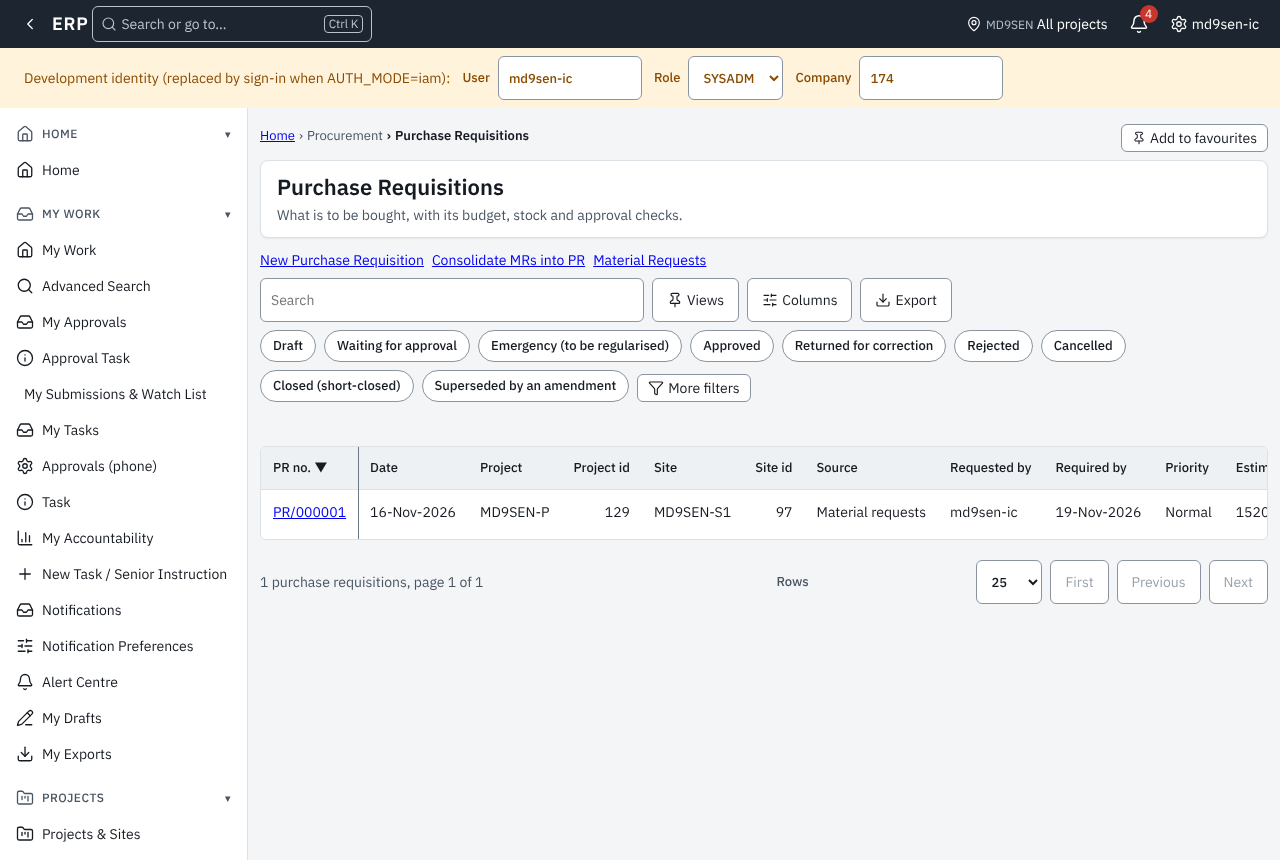 ERP Search or go to... Ctrl K MD9SEN All projects 4 md9sen-ic
Development identity (replaced by sign-in when AUTH_MODE=iam): User md9sen-ic Role SYSADM Company 174
HOME
Home
MY WORK
My Work
Advanced Search
My Approvals
Approval Task
My Submissions & Watch List
My Tasks
Approvals (phone)
Task
My Accountability
New Task / Senior Instruction
Notifications
Notification Preferences
Alert Centre
My Drafts
My Exports
PROJECTS
Projects & Sites
Home › Procurement › Purchase Requisitions
Add to favourites
Purchase Requisitions
What is to be bought, with its budget, stock and approval checks.
New Purchase Requisition Consolidate MRs into PR Material Requests
Search Views Columns Export
Draft Waiting for approval Emergency (to be regularised) Approved Returned for correction Rejected Cancelled
Closed (short-closed) Superseded by an amendment More filters
PR no. ▼ Date Project Project id Site Site id Source Requested by Required by Priority Estim
PR/000001 16-Nov-2026 MD9SEN-P 129 MD9SEN-S1 97 Material requests md9sen-ic 19-Nov-2026 Normal 1520
1 purchase requisitions, page 1 of 1 Rows 25 First Previous Next